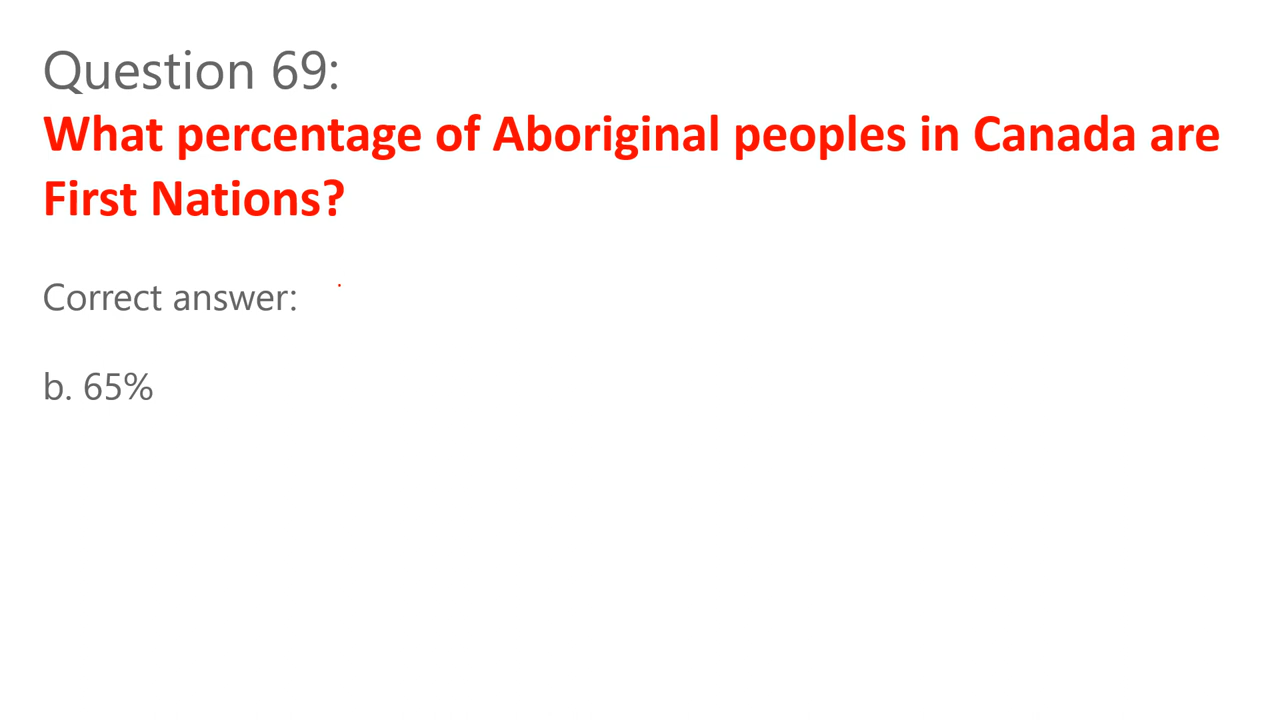 Question 69:
What percentage of Aboriginal peoples in Canada are
First Nations?
Correct answer:
b. 65%